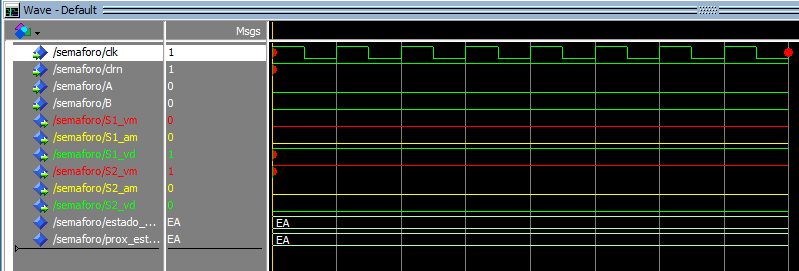 Wave - Default
Msgs
/semaforo/clk 1
/semaforo/clrn 1
/semaforo/A 0
/semaforo/B 0
/semaforo/S1_vm 0
/semaforo/S1_am 0
/semaforo/S1_vd 1
/semaforo/S2_vm 1
/semaforo/S2_am 0
/semaforo/S2_vd 0
/semaforo/estado_... EA EA
/semaforo/prox_est... EA EA